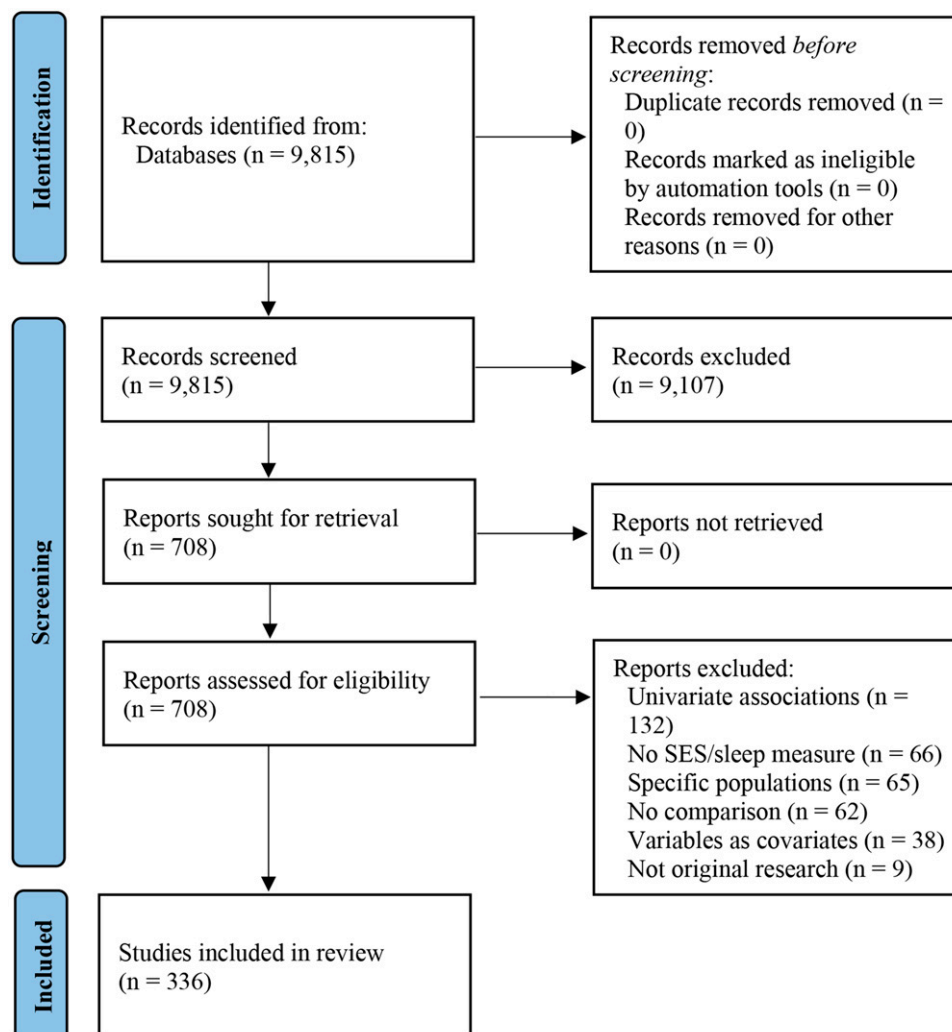 Identification
Records identified from:
Databases (n = 9,815)
Records removed before
screening:
Duplicate records removed (n =
0)
Records marked as ineligible
by automation tools (n = 0)
Records removed for other
reasons (n = 0)
Screening
Records screened
(n = 9,815)
Records excluded
(n = 9,107)
Reports sought for retrieval
(n = 708)
Reports not retrieved
(n = 0)
Reports assessed for eligibility
(n = 708)
Reports excluded:
Univariate associations (n =
132)
No SES/sleep measure (n = 66)
Specific populations (n = 65)
No comparison (n = 62)
Variables as covariates (n = 38)
Not original research (n = 9)
Included
Studies included in review
(n = 336)